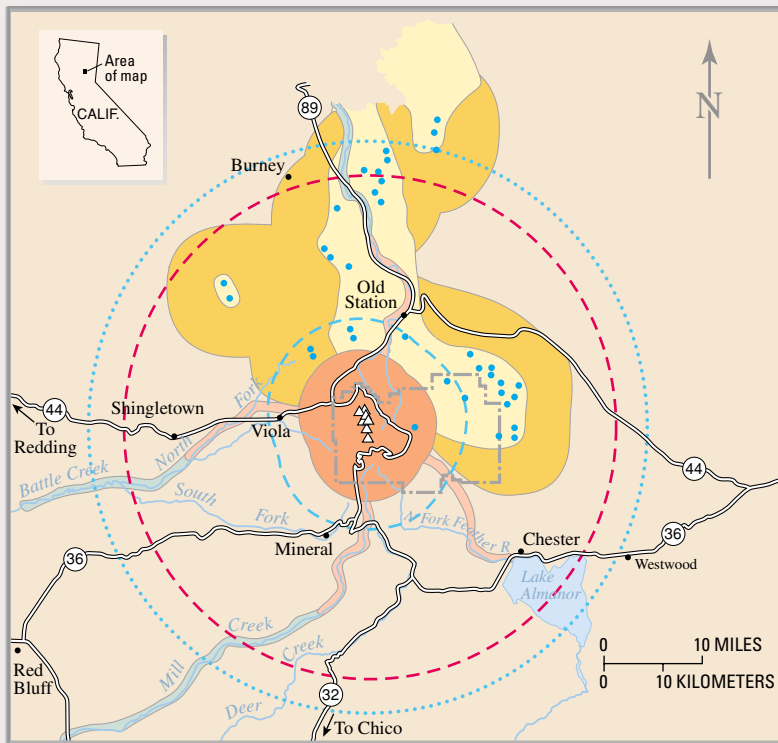 Area
of map
CALIF.
N
89
Burney
Old
Station
44
To
Redding
Shingletown
Viola
North
Fork
Battle Creek
South
Fork
N. Fork Feather R.
44
36
Mineral
Chester
36
Westwood
Lake
Almanor
Red
Bluff
Mill
Creek
Deer
Creek
32
To Chico
0 10 MILES
0 10 KILOMETERS